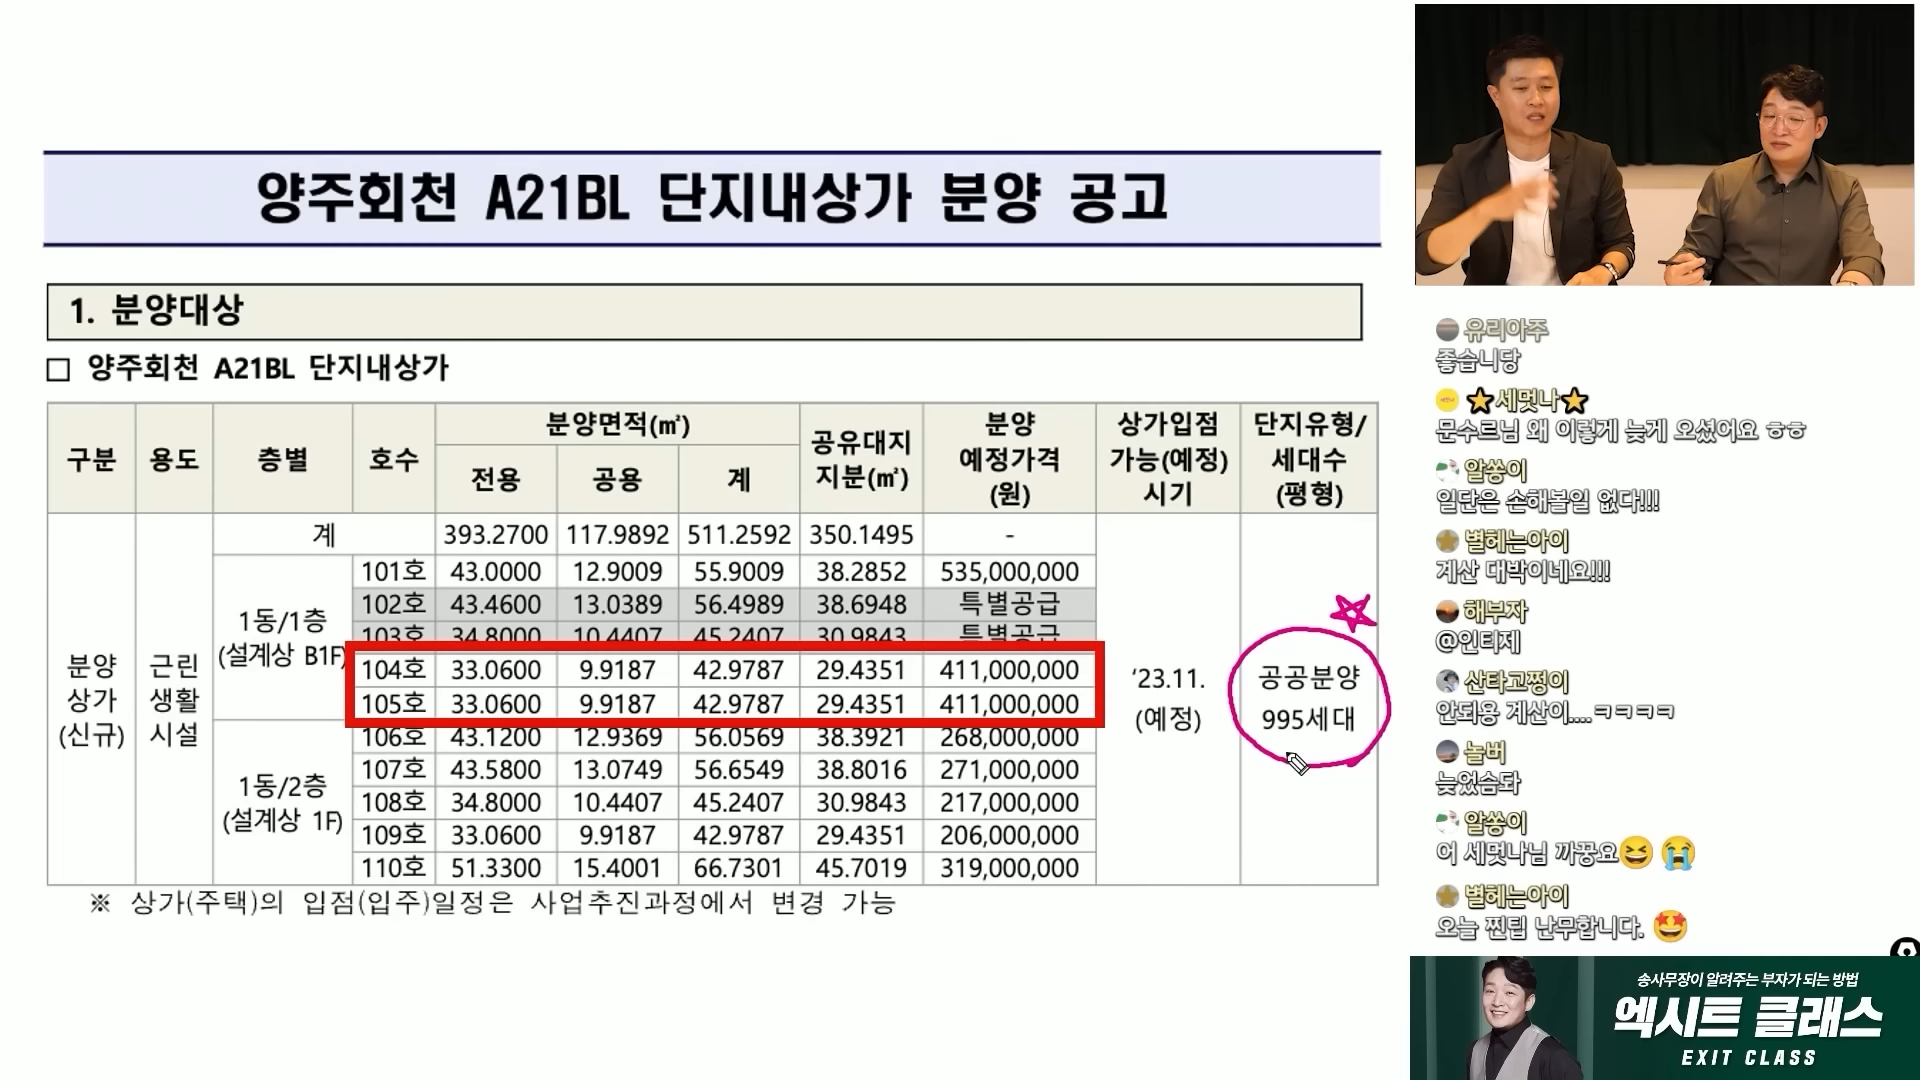 양주회천 A21BL 단지내상가 분양 공고
1. 분양대상
□ 양주회천 A21BL 단지내상가
구분 용도 층별 호수 분양면적(㎡) 공유대지 지분(㎡) 분양 예정가격 (원) 상가입점 가능(예정) 시기 단지유형/ 세대수 (평형)
전용 공용 계
계 393.2700 117.9892 511.2592 350.1495 -
분양 상가 (신규) 근린 생활 시설
1동/1층 (설계상 B1F)
101호 43.0000 12.9009 55.9009 38.2852 535,000,000
102호 43.4600 13.0389 56.4989 38.6948 특별공급
103호 34.8000 10.4407 45.2407 30.9843 특별공급
104호 33.0600 9.9187 42.9787 29.4351 411,000,000
105호 33.0600 9.9187 42.9787 29.4351 411,000,000
1동/2층 (설계상 1F)
106호 43.1200 12.9369 56.0569 38.3921 268,000,000
107호 43.5800 13.0749 56.6549 38.8016 271,000,000
108호 34.8000 10.4407 45.2407 30.9843 217,000,000
109호 33.0600 9.9187 42.9787 29.4351 206,000,000
110호 51.3300 15.4001 66.7301 45.7019 319,000,000
'23.11. (예정)
공공분양
995세대
※ 상가(주택)의 입점(입주)일정은 사업추진과정에서 변경 가능
유리아주
좋습니당
⭐세멋나⭐
문수르님 왜 이렇게 늦게 오셨어요 ㅎㅎ
알쏭이
일단은 손해볼일 없다!!!
별헤는아이
계산 대박이네요!!!
해부자
@인티제
산타고쩡이
안되용 계산이....ㅋㅋㅋㅋ
놀버
늦었슴돠
알쏭이
어 세멋나님 까꿍요😆 😭
별헤는아이
오늘 찐팁 난무합니다. 🤩
송사무장이 알려주는 부자가 되는 방법
엑시트 클래스
EXIT CLASS